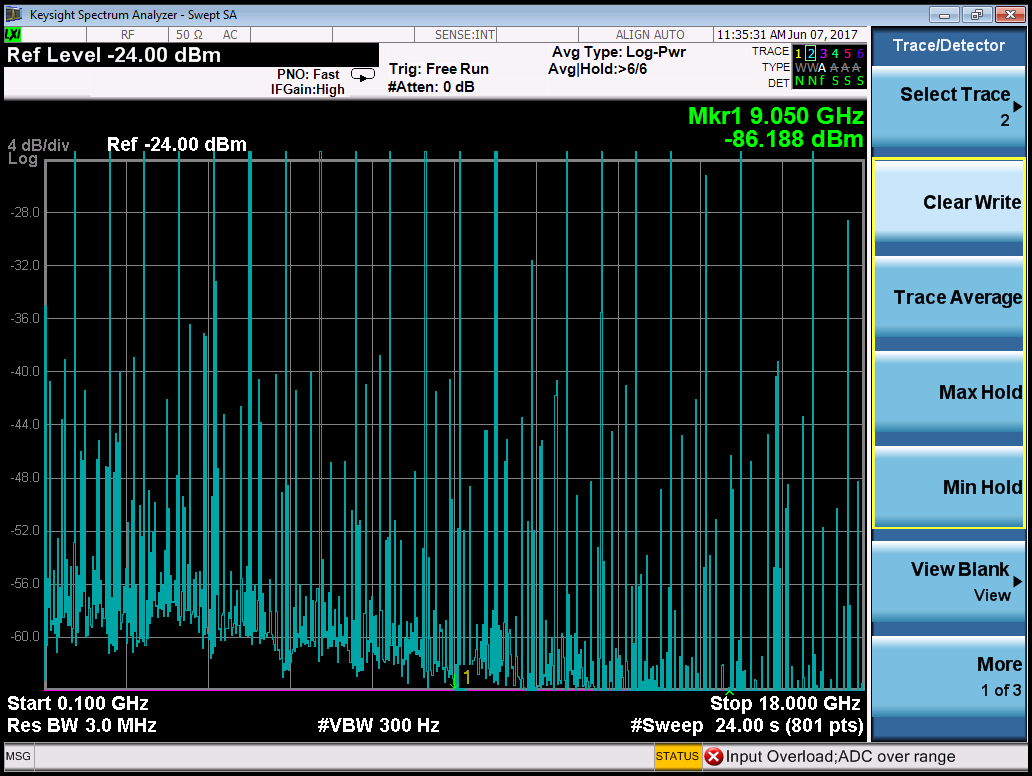 Keysight Spectrum Analyzer - Swept SA
LXI RF 50 Ω AC SENSE:INT ALIGN AUTO 11:35:31 AM Jun 07, 2017
Ref Level -24.00 dBm
PNO: Fast
IFGain:High
Trig: Free Run
#Atten: 0 dB
Avg Type: Log-Pwr
Avg|Hold:>6/6
TRACE 1 2 3 4 5 6
TYPE W W A A A A
DET N N f S S S
Mkr1 9.050 GHz
-86.188 dBm
4 dB/div
Log
Ref -24.00 dBm
-28.0
-32.0
-36.0
-40.0
-44.0
-48.0
-52.0
-56.0
-60.0
1
Start 0.100 GHz
Stop 18.000 GHz
Res BW 3.0 MHz
#VBW 300 Hz
#Sweep 24.00 s (801 pts)
MSG
STATUS
Input Overload;ADC over range
Trace/Detector
Select Trace
2
Clear Write
Trace Average
Max Hold
Min Hold
View Blank
View
More
1 of 3